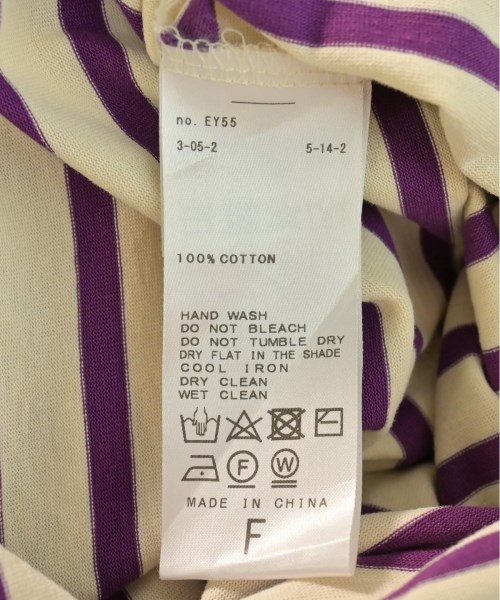 no. EY55
3-05-2 5-14-2
100% COTTON
HAND WASH
DO NOT BLEACH
DO NOT TUMBLE DRY
DRY FLAT IN THE SHADE
COOL IRON
DRY CLEAN
WET CLEAN
F W
MADE IN CHINA
F